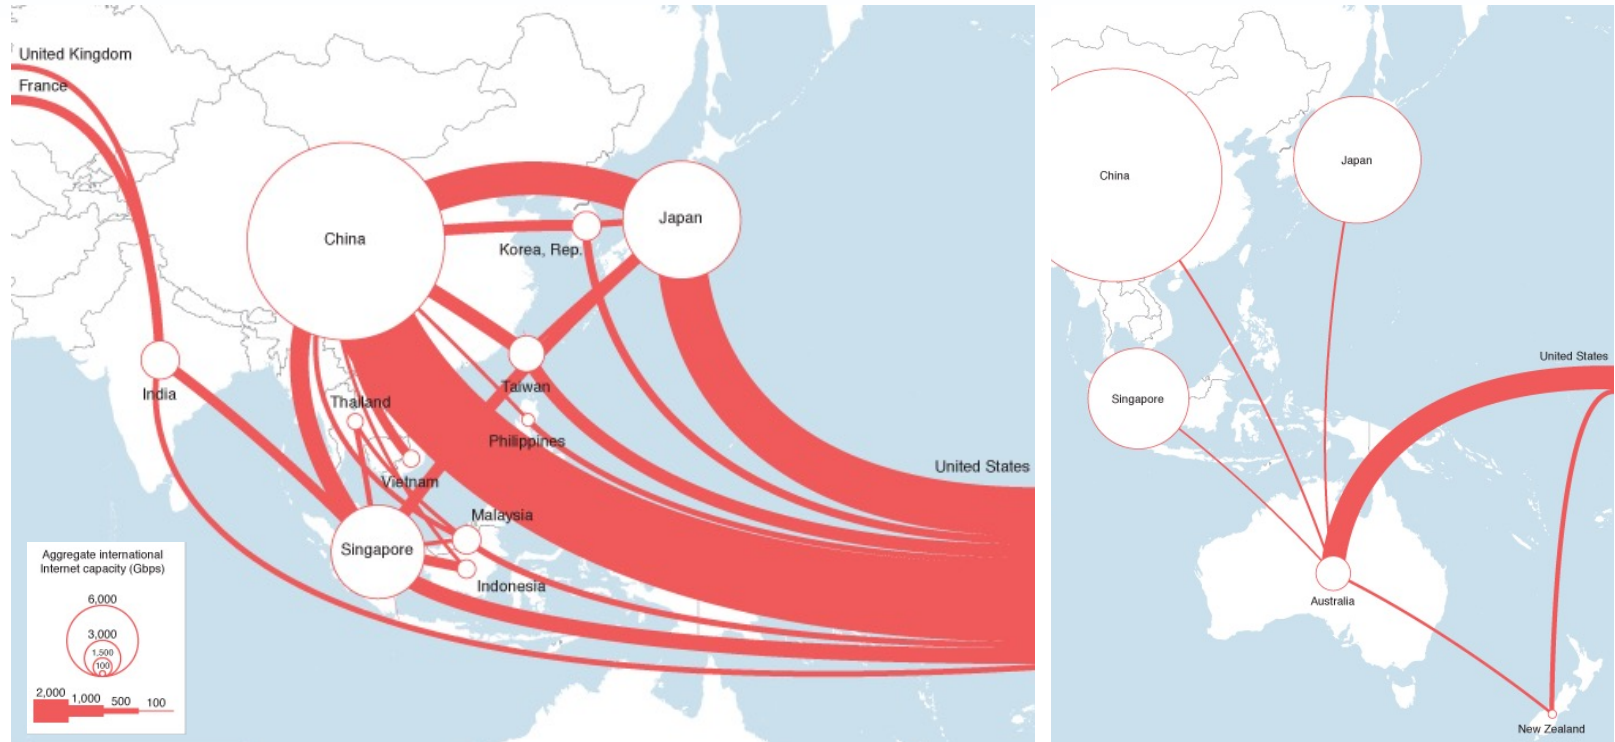 United Kingdom
France
China
Japan
Korea, Rep.
India
Taiwan
Thailand
Philippines
Vietnam
United States
Malaysia
Singapore
Indonesia
Aggregate international
Internet capacity (Gbps)
6,000
3,000
1,500
100
2,000
1,000
500
100
China
Japan
United States
Singapore
Australia
New Zealand